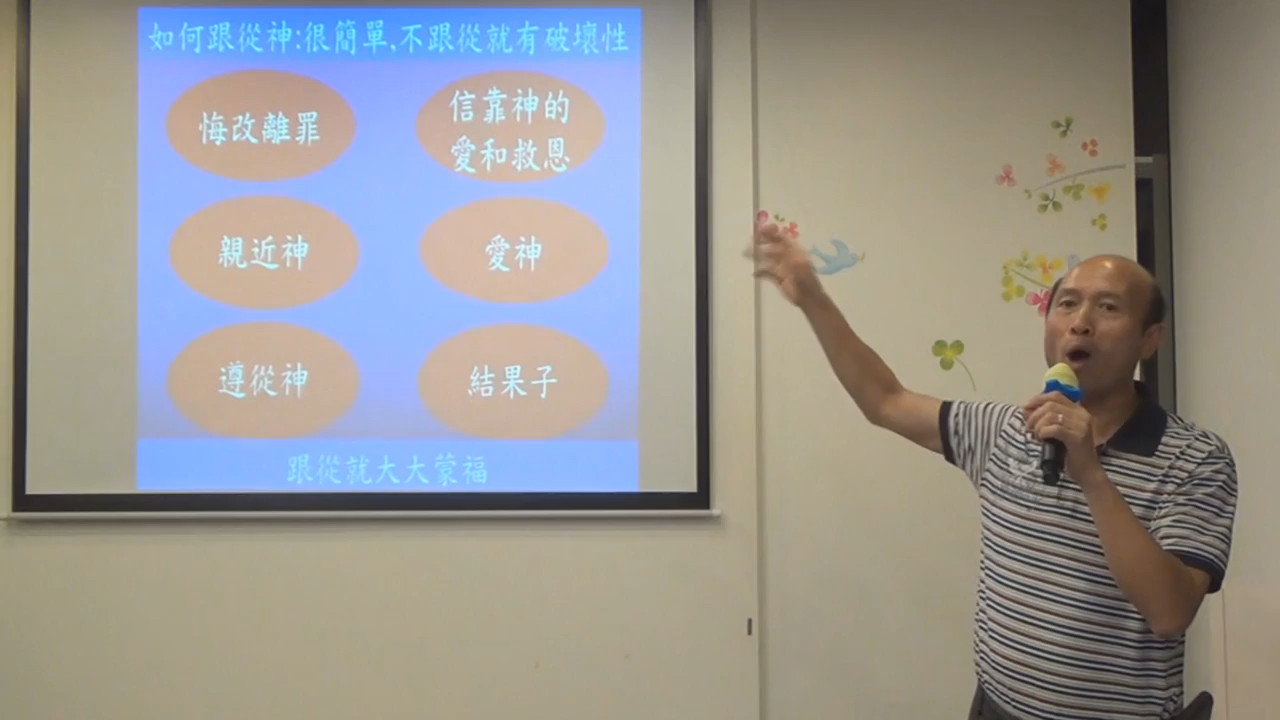 如何跟從神:很簡單,不跟從就有破壞性
悔改離罪
信靠神的
愛和救恩
親近神
愛神
遵從神
結果子
跟從就大大蒙福